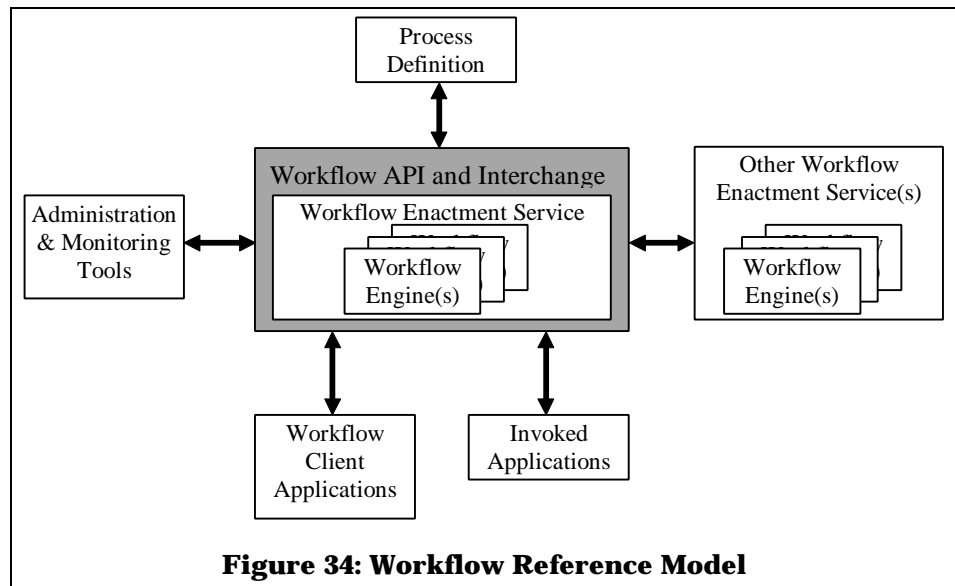 Process
Definition
Workflow API and Interchange
Workflow Enactment Service
Workflow
Engine(s)
Administration
& Monitoring
Tools
Other Workflow
Enactment Service(s)
Workflow
Engine(s)
Workflow
Client
Applications
Invoked
Applications
Figure 34: Workflow Reference Model